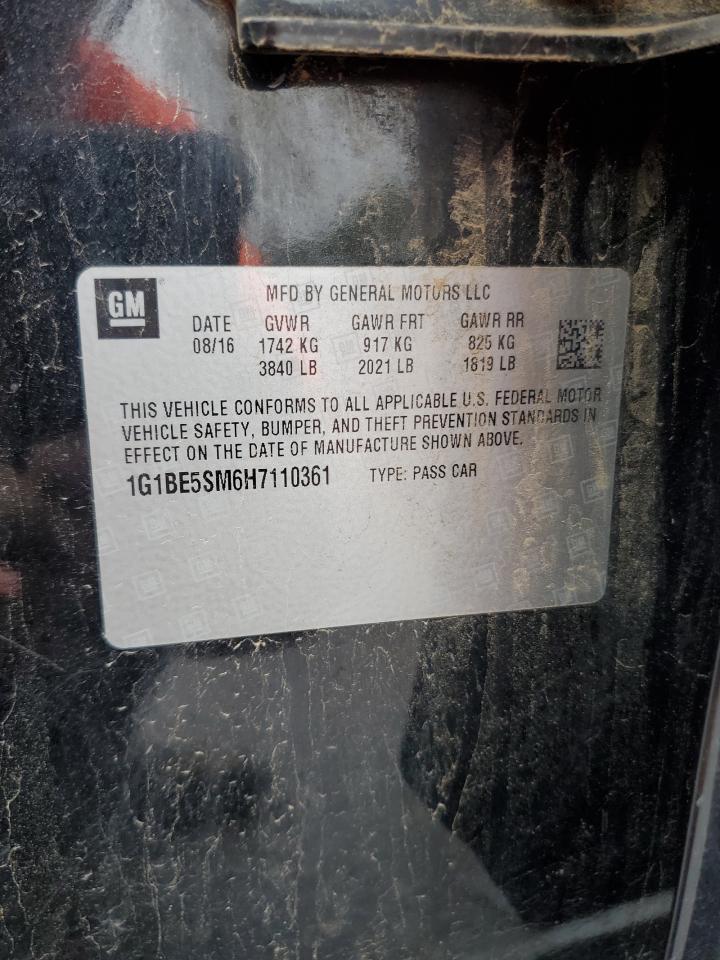 GM
MFD BY GENERAL MOTORS LLC
DATE GVWR GAWR FRT GAWR RR
08/16 1742 KG 917 KG 825 KG
3840 LB 2021 LB 1819 LB
THIS VEHICLE CONFORMS TO ALL APPLICABLE U.S. FEDERAL MOTOR
VEHICLE SAFETY, BUMPER, AND THEFT PREVENTION STANDARDS IN
EFFECT ON THE DATE OF MANUFACTURE SHOWN ABOVE.
1G1BE5SM6H7110361 TYPE: PASS CAR